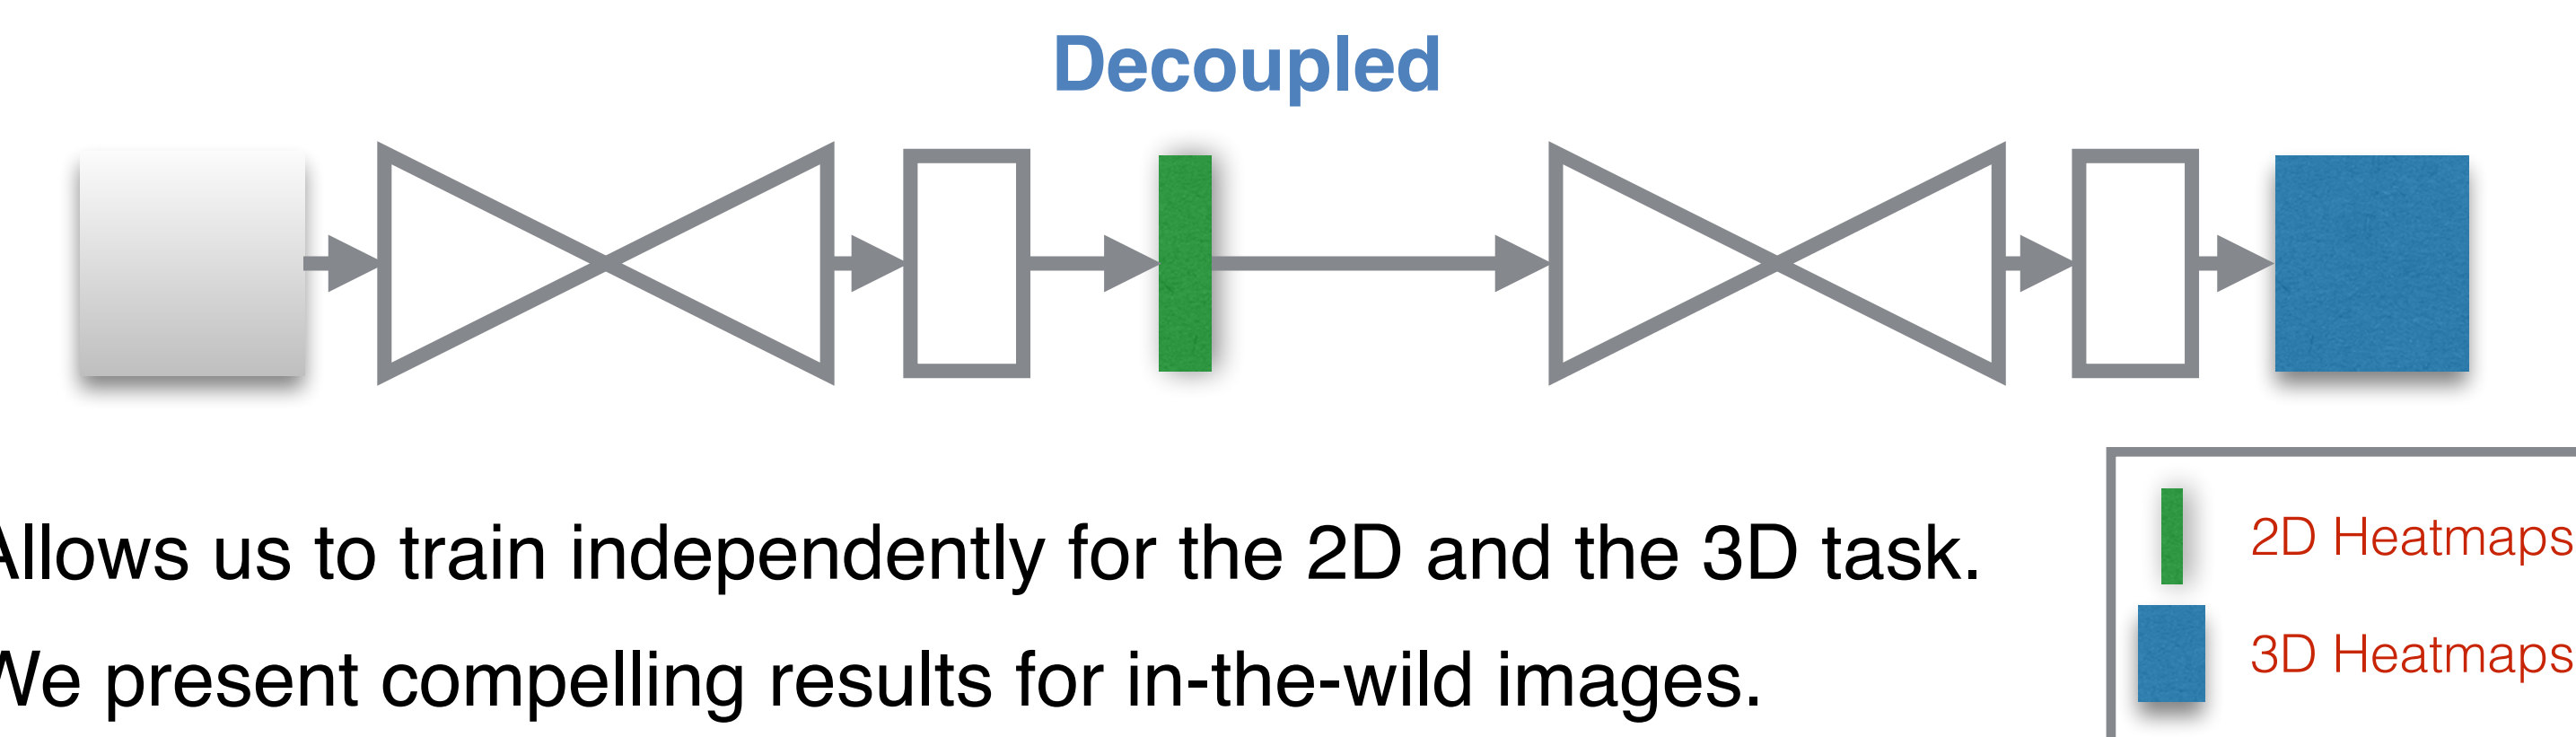 Decoupled
Allows us to train independently for the 2D and the 3D task.
We present compelling results for in-the-wild images.
2D Heatmaps
3D Heatmaps